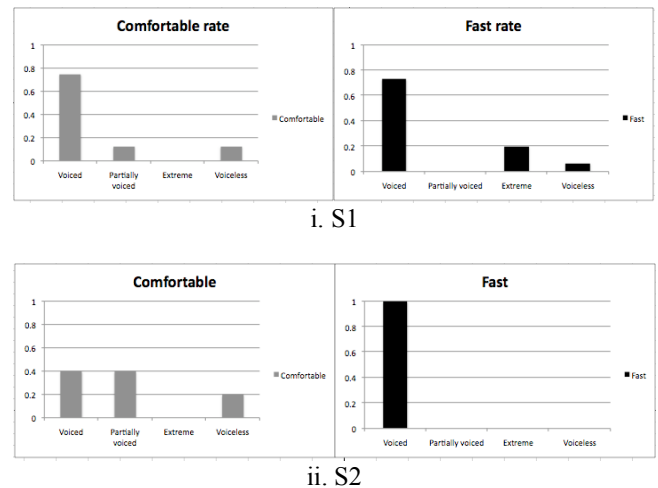 Comfortable rate
1
0.8
0.6
0.4
0.2
0
Voiced
Partially voiced
Extreme
Voiceless
Comfortable
Fast rate
1
0.8
0.6
0.4
0.2
0
Voiced
Partially voiced
Extreme
Voiceless
Fast
i. S1
Comfortable
1
0.8
0.6
0.4
0.2
0
Voiced
Partially voiced
Extreme
Voiceless
Comfortable
Fast
1
0.8
0.6
0.4
0.2
0
Voiced
Partially voiced
Extreme
Voiceless
Fast
ii. S2